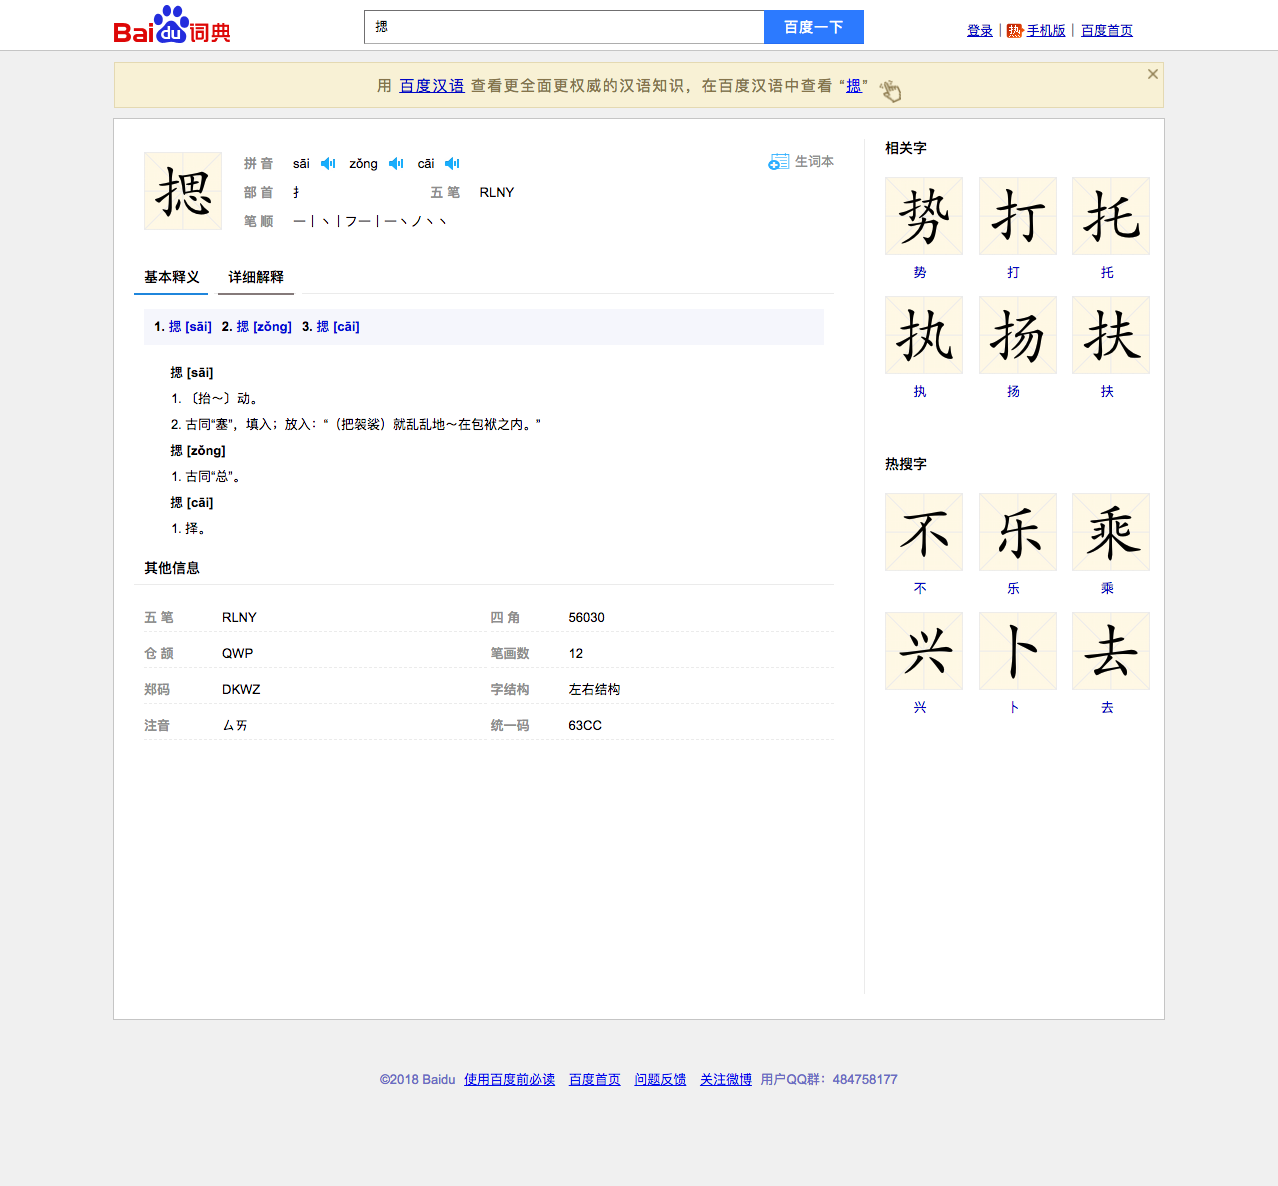 Baidu词典
揌
百度一下
登录 | 热 手机版 | 百度首页
用 百度汉语 查看更全面更权威的汉语知识，在百度汉语中查看 “揌”
揌
拼 音 sāi zǒng cāi
生词本
部 首 扌 五 笔 RLNY
笔 顺 一丨丶丨フ一丨一丶ノ丶丶
基本释义 详细解释
1. 揌 [sāi] 2. 揌 [zǒng] 3. 揌 [cāi]
揌 [sāi]
1. 〔抬～〕动。
2. 古同“塞”，填入；放入：“（把袈裟）就乱乱地～在包袱之内。”
揌 [zǒng]
1. 古同“总”。
揌 [cāi]
1. 择。
其他信息
五 笔 RLNY 四 角 56030
仓 颉 QWP 笔画数 12
郑码 DKWZ 字结构 左右结构
注音 ㄙㄞ 统一码 63CC
相关字
势 打 托
势 打 托
执 扬 扶
执 扬 扶
热搜字
不 乐 乘
不 乐 乘
兴 卜 去
兴 卜 去
©2018 Baidu 使用百度前必读 百度首页 问题反馈 关注微博 用户QQ群：484758177